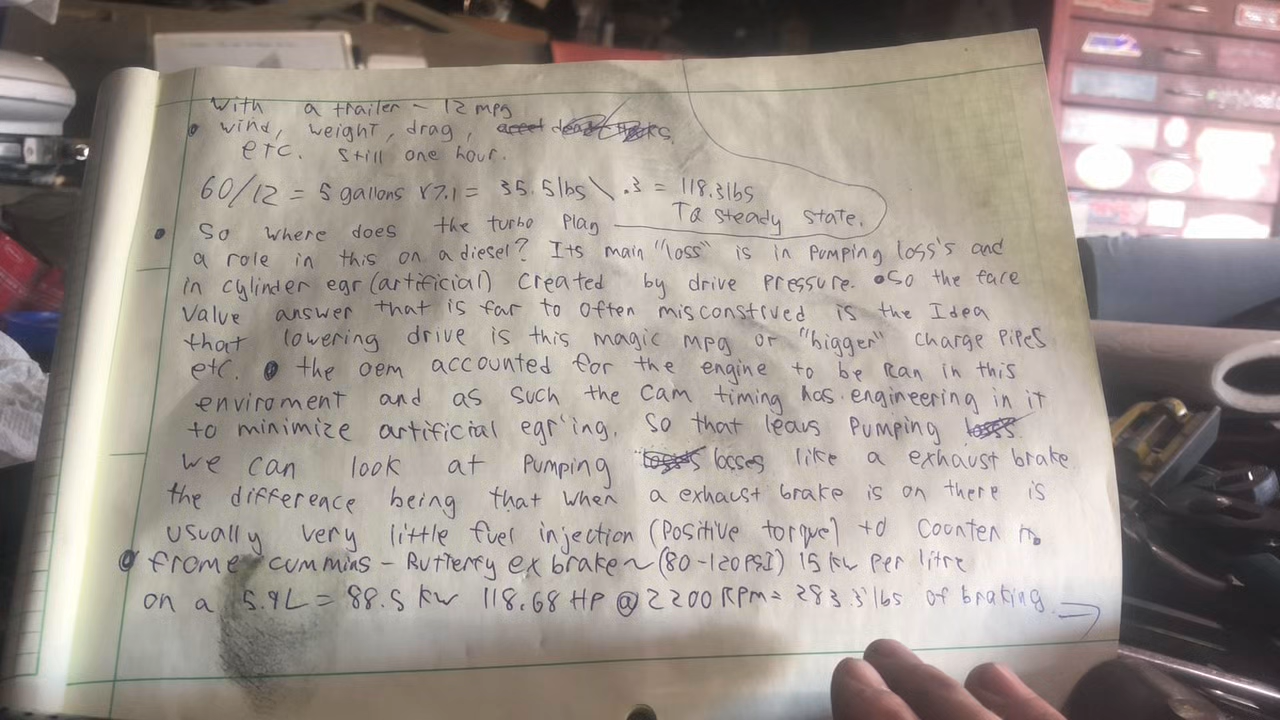 With a trailer - 12 mpg
• wind, weight, drag,
etc. still one hour.
60/12 = 5 gallons x7.1 = 35.5lbs \ .3 = 118.3lbs
TQ steady state.
• So where does the turbo play
a role in this on a diesel? Its main "loss" is in pumping loss's and
in cylinder egr (artificial) created by drive pressure. • So the face
value answer that is far to often misconstrued is the Idea
that lowering drive is this magic mpg or "bigger" charge pipes
etc. • the oem accounted for the engine to be ran in this
enviroment and as such the cam timing has engineering in it
to minimize artificial egr'ing. So that leavs pumping
we can look at pumping losses like a exhaust brake
the difference being that when a exhaust brake is on there is
usually very little fuel injection (positive torque) to counter
• frome cummins - Butterfly ex brake ~ (80-120PSI) 15 kw per litre
on a 5.9L = 88.5 kw 118.68 HP @ 2200 RPM = 283.3 lbs of braking →